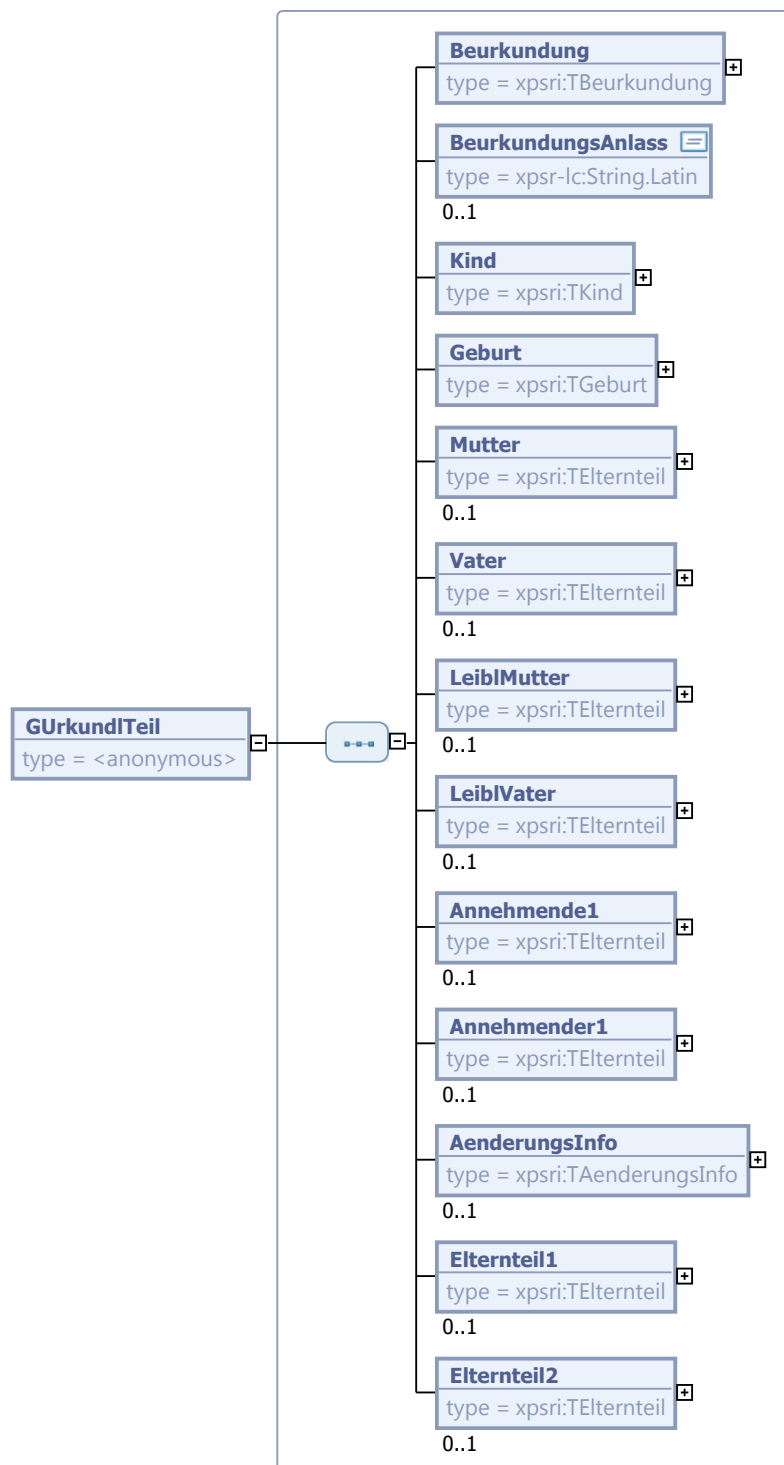 Beurkundung
type = xpsri:TBeurkundung
BeurkundungsAnlass
type = xpsr-lc:String.Latin
0..1
Kind
type = xpsri:TKind
Geburt
type = xpsri:TGeburt
Mutter
type = xpsri:TElternteil
0..1
Vater
type = xpsri:TElternteil
0..1
LeiblMutter
type = xpsri:TElternteil
0..1
GUrkundlTeil
type = <anonymous>
LeiblVater
type = xpsri:TElternteil
0..1
Annehmende1
type = xpsri:TElternteil
0..1
Annehmender1
type = xpsri:TElternteil
0..1
AenderungsInfo
type = xpsri:TAenderungsInfo
0..1
Elternteil1
type = xpsri:TElternteil
0..1
Elternteil2
type = xpsri:TElternteil
0..1